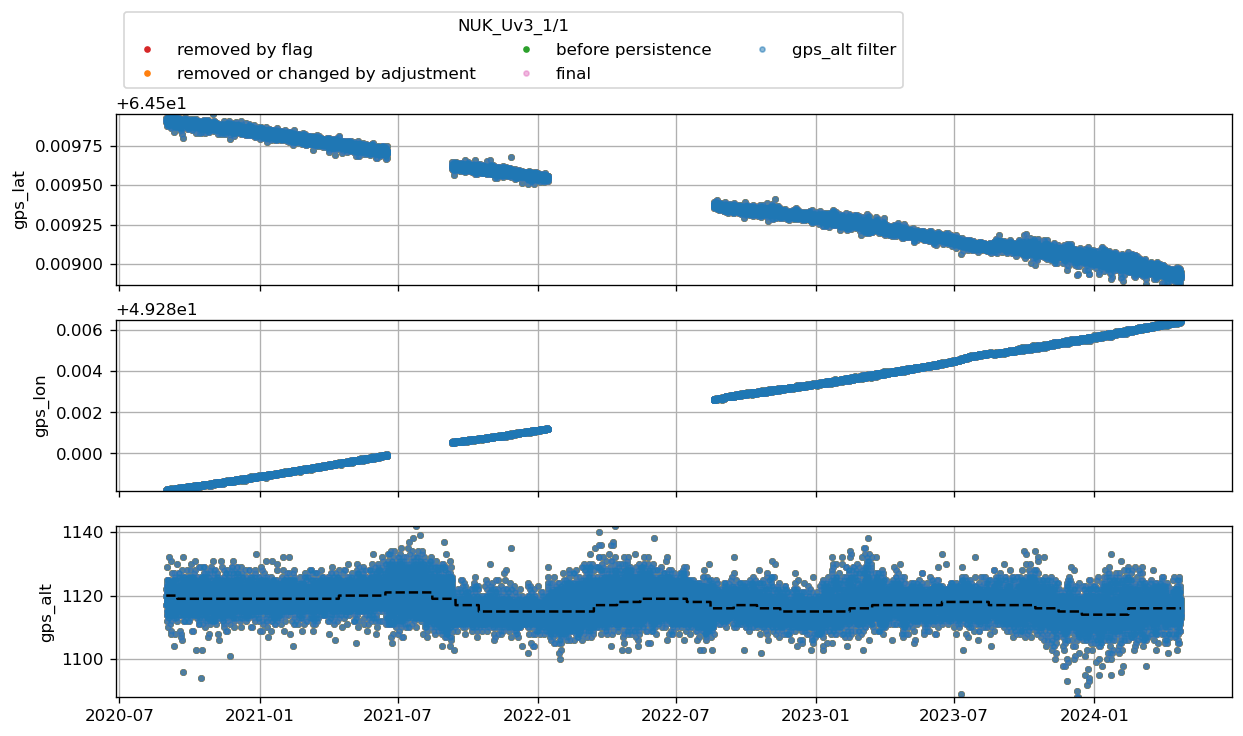 NUK_Uv3_1/1
removed by flag
before persistence
gps_alt filter
removed or changed by adjustment
final
+6.45e1
0.00975
0.00950
0.00925
0.00900
gps_lat
+4.928e1
0.006
0.004
0.002
0.000
gps_lon
1140
1120
1100
gps_alt
2020-07 2021-01 2021-07 2022-01 2022-07 2023-01 2023-07 2024-01